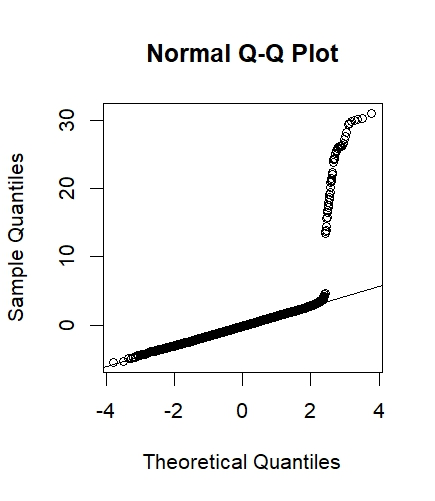 Normal Q-Q Plot
Sample Quantiles
30
20
10
0
-4 -2 0 2 4
Theoretical Quantiles